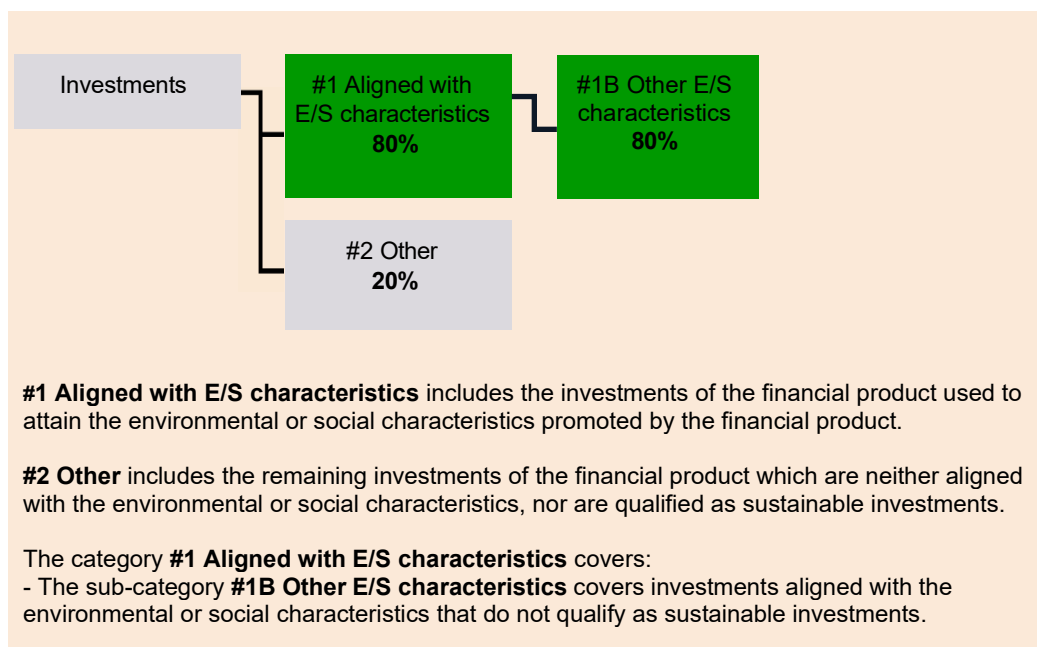 Investments
#1 Aligned with
E/S characteristics
80%
#1B Other E/S
characteristics
80%
#2 Other
20%
#1 Aligned with E/S characteristics includes the investments of the financial product used to
attain the environmental or social characteristics promoted by the financial product.
#2 Other includes the remaining investments of the financial product which are neither aligned
with the environmental or social characteristics, nor are qualified as sustainable investments.
The category #1 Aligned with E/S characteristics covers:
- The sub-category #1B Other E/S characteristics covers investments aligned with the
environmental or social characteristics that do not qualify as sustainable investments.